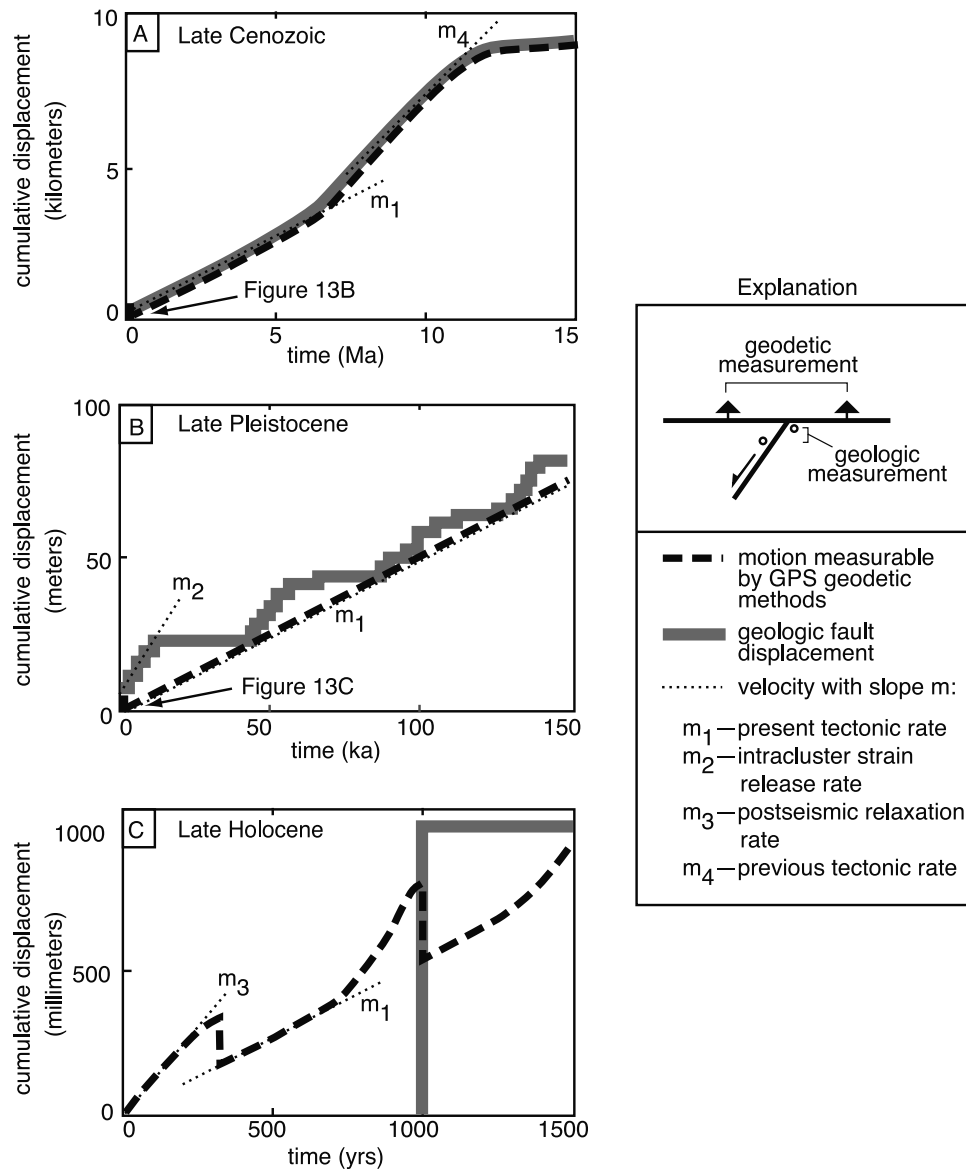 10
A
Late Cenozoic
m4
cumulative displacement
(kilometers)
5
m1
Figure 13B
0
0
5
10
15
time (Ma)
100
B
Late Pleistocene
cumulative displacement
(meters)
50
m2
m1
Figure 13C
0
0
50
100
150
time (ka)
1000
C
Late Holocene
cumulative displacement
(millimeters)
500
m3
m1
0
0
500
1000
1500
time (yrs)
Explanation
geodetic
measurement
geologic
measurement
motion measurable
by GPS geodetic
methods
geologic fault
displacement
velocity with slope m:
m1—present tectonic rate
m2—intracluster strain
release rate
m3—postseismic relaxation
rate
m4—previous tectonic rate